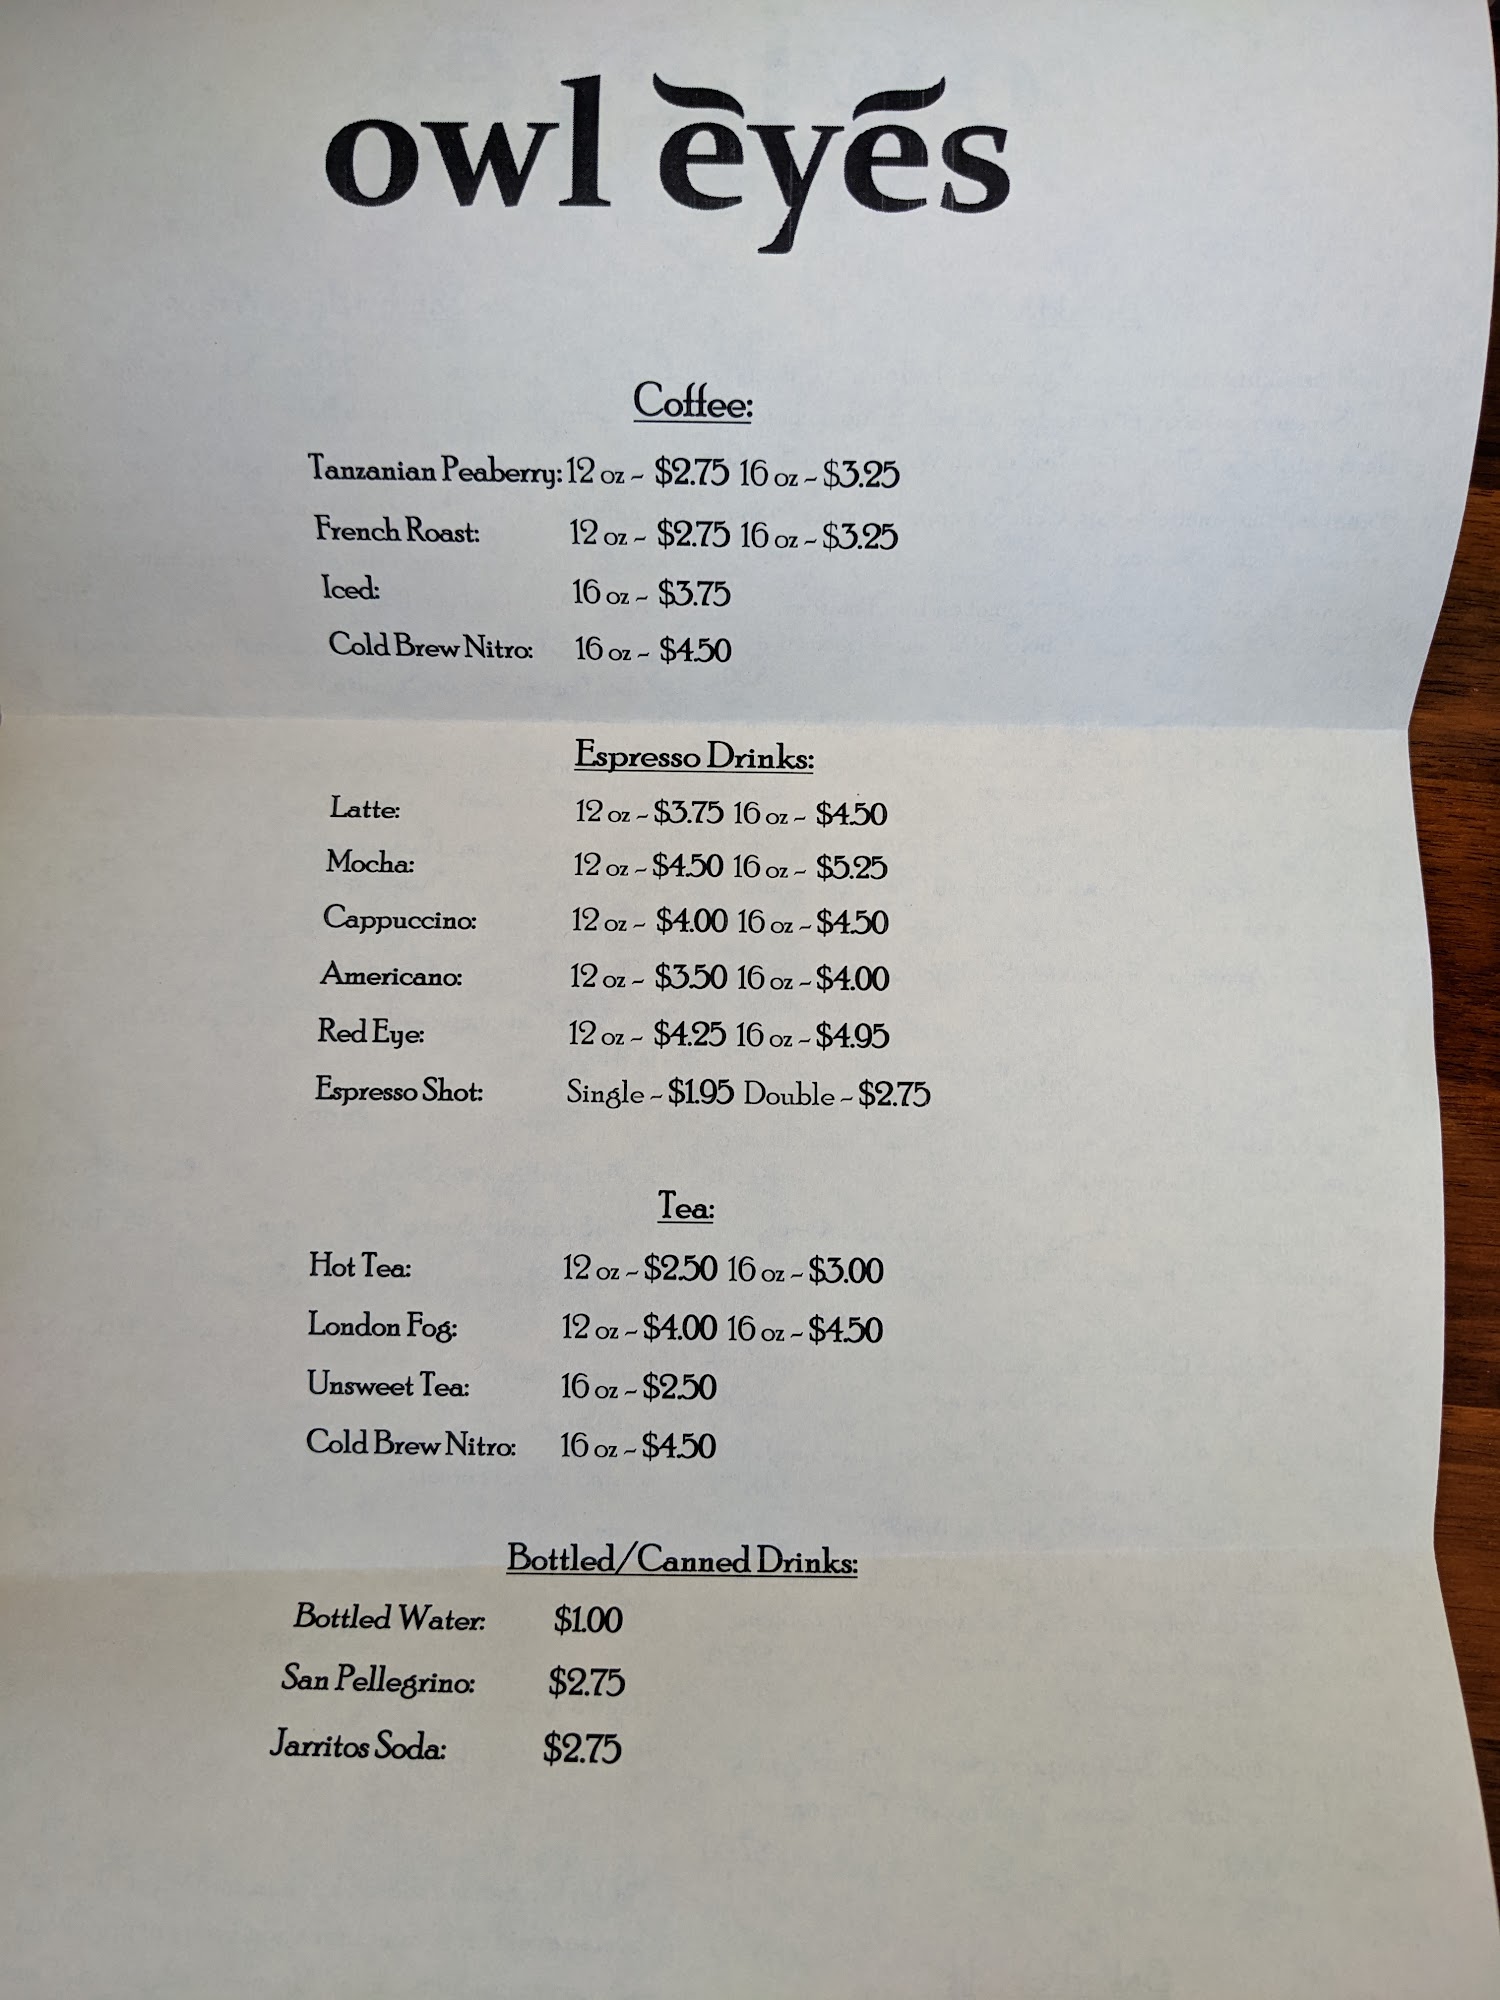 owl eyes
Coffee:
Tanzanian Peaberry: 12 oz ~ $2.75 16 oz ~ $3.25
French Roast: 12 oz ~ $2.75 16 oz ~ $3.25
Iced: 16 oz ~ $3.75
Cold Brew Nitro: 16 oz ~ $4.50
Espresso Drinks:
Latte: 12 oz ~ $3.75 16 oz ~ $4.50
Mocha: 12 oz ~ $4.50 16 oz ~ $5.25
Cappuccino: 12 oz ~ $4.00 16 oz ~ $4.50
Americano: 12 oz ~ $3.50 16 oz ~ $4.00
Red Eye: 12 oz ~ $4.25 16 oz ~ $4.95
Espresso Shot: Single ~ $1.95 Double ~ $2.75
Tea:
Hot Tea: 12 oz ~ $2.50 16 oz ~ $3.00
London Fog: 12 oz ~ $4.00 16 oz ~ $4.50
Unsweet Tea: 16 oz ~ $2.50
Cold Brew Nitro: 16 oz ~ $4.50
Bottled/Canned Drinks:
Bottled Water: $1.00
San Pellegrino: $2.75
Jarritos Soda: $2.75